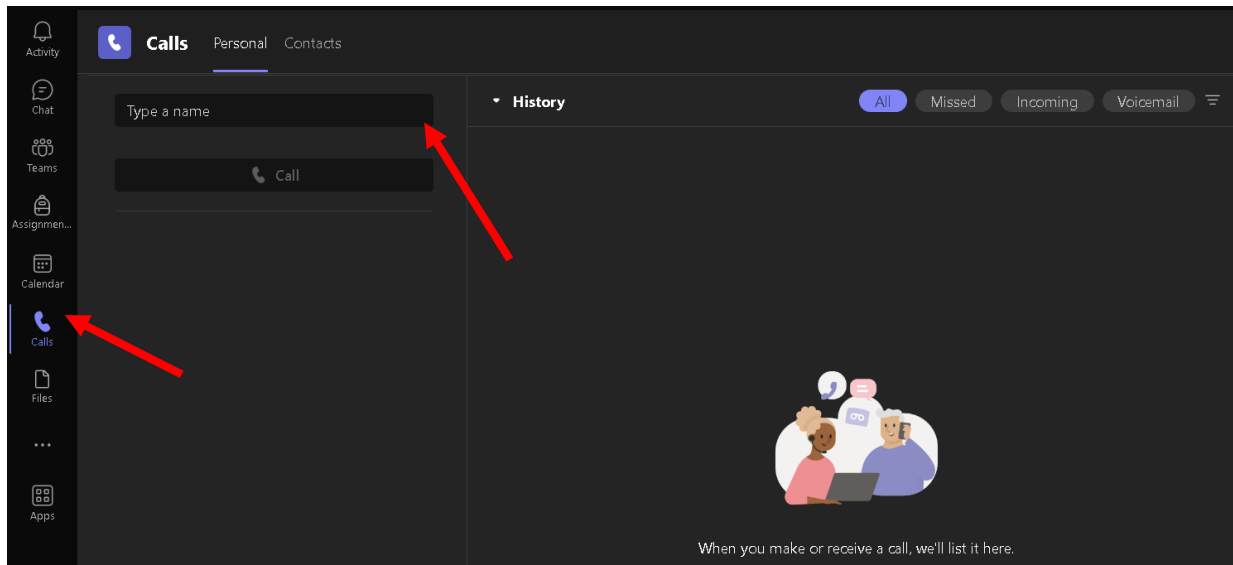 Activity
Chat
Teams
Assignmen...
Calendar
Calls
Files
Apps
Calls Personal Contacts
Type a name
Call
History All Missed Incoming Voicemail
When you make or receive a call, we'll list it here.